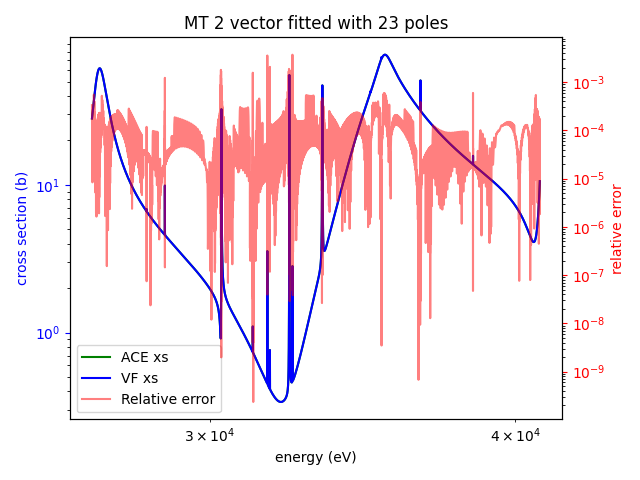 MT 2 vector fitted with 23 poles
cross section (b)
10^1
10^0
10^-3
10^-4
10^-5
10^-6
10^-7
10^-8
10^-9
relative error
ACE xs
VF xs
Relative error
3 × 10^4
4 × 10^4
energy (eV)